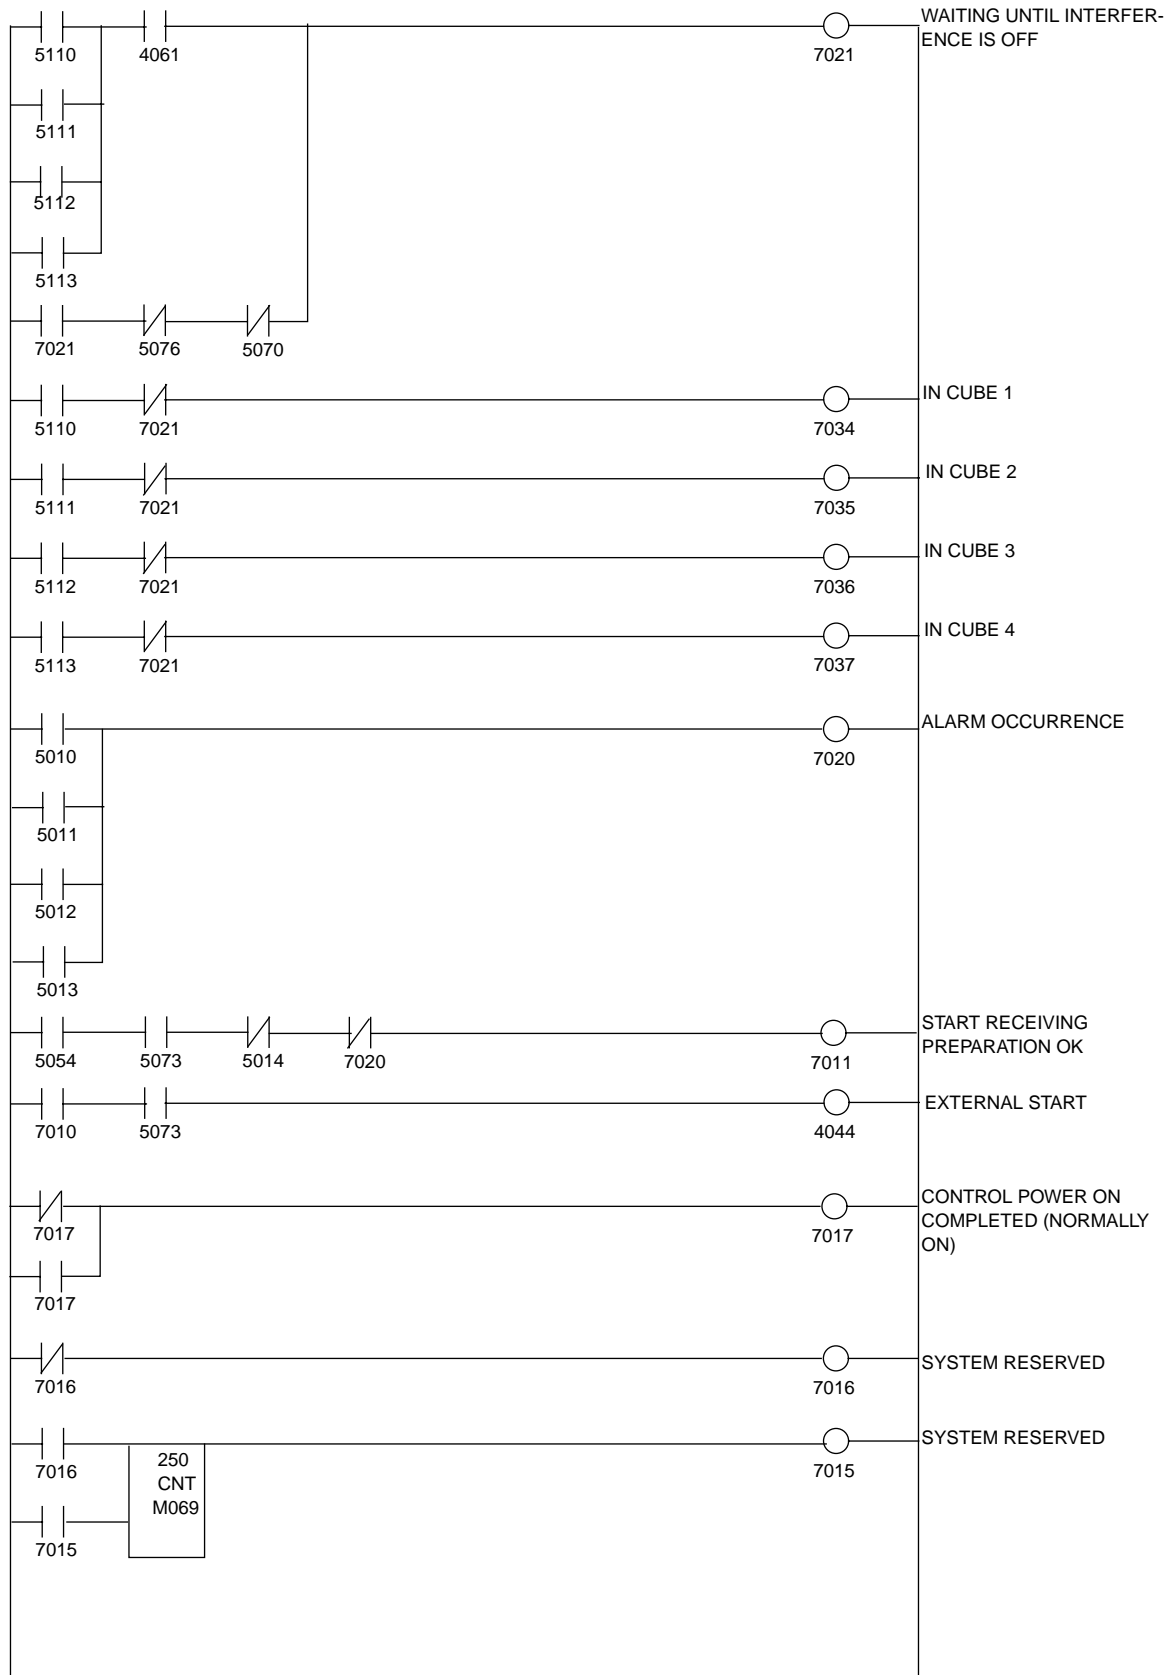 WAITING UNTIL INTERFER-
ENCE IS OFF
5110 4061 7021
5111
5112
5113
7021 5076 5070
IN CUBE 1
5110 7021 7034
IN CUBE 2
5111 7021 7035
IN CUBE 3
5112 7021 7036
IN CUBE 4
5113 7021 7037
ALARM OCCURRENCE
5010 7020
5011
5012
5013
START RECEIVING
PREPARATION OK
5054 5073 5014 7020 7011
EXTERNAL START
7010 5073 4044
CONTROL POWER ON
COMPLETED (NORMALLY
ON)
7017 7017
7017
SYSTEM RESERVED
7016 7016
SYSTEM RESERVED
7016 7015
250
CNT
M069
7015